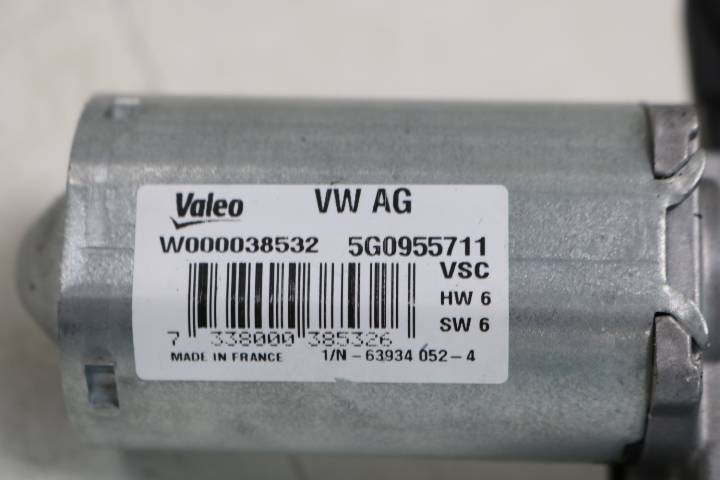 Valeo VW AG
W000038532 5G0955711
VSC
HW 6
SW 6
7 338000 385326
MADE IN FRANCE 1/N - 63934 052-4